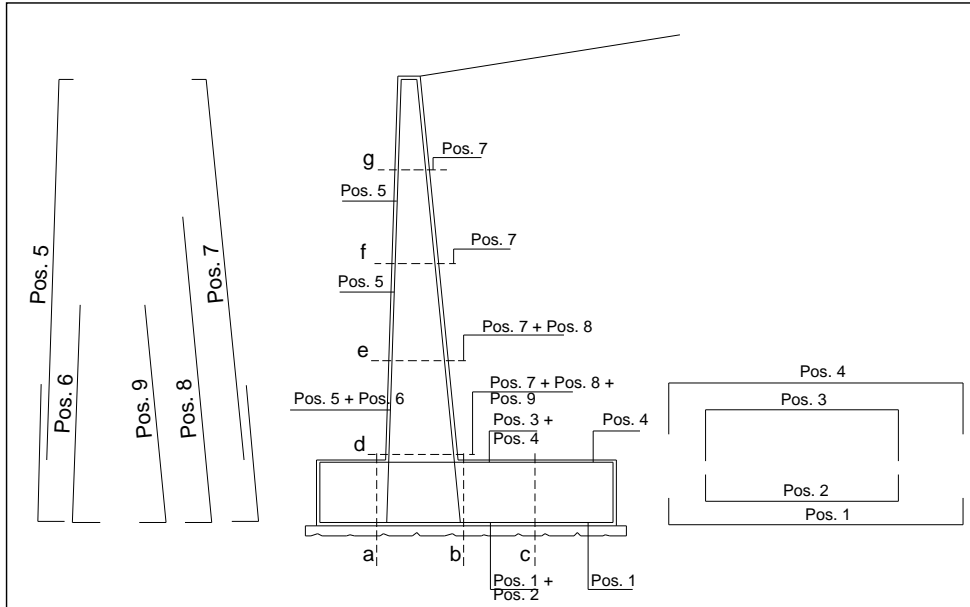 Pos. 5
Pos. 6
Pos. 9
Pos. 8
Pos. 7
g
Pos. 7
Pos. 5
f
Pos. 7
Pos. 5
e
Pos. 7 + Pos. 8
Pos. 5 + Pos. 6
Pos. 7 + Pos. 8 +
Pos. 9
d
Pos. 3 +
Pos. 4
Pos. 4
a
b
c
Pos. 1 +
Pos. 2
Pos. 1
Pos. 4
Pos. 3
Pos. 2
Pos. 1